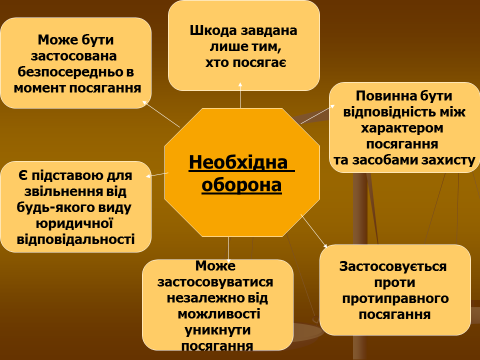 Може бути
застосована
безпосередньо в
момент посягання
Шкода завдана
лише тим,
хто посягає
Повинна бути
відповідність між
характером
посягання
та засобами захисту
Необхідна
оборона
Є підставою для
звільнення від
будь-якого виду
юридичної
відповідальності
Може
застосовуватися
незалежно від
можливості
уникнути
посягання
Застосовується
проти
протиправного
посягання